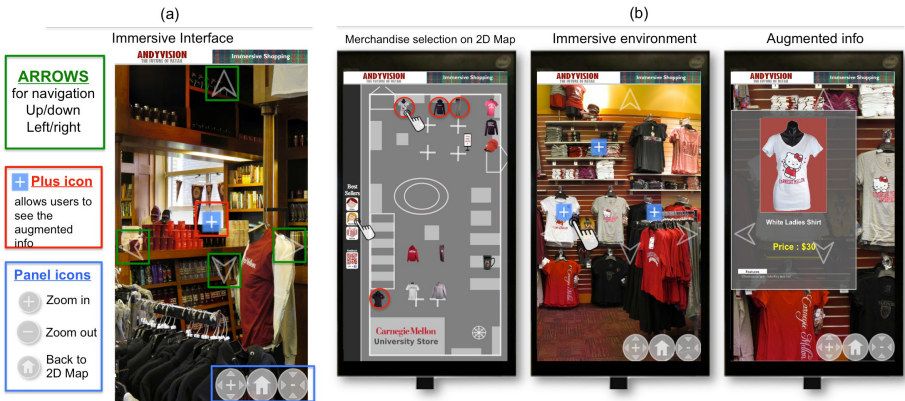 (a)
(b)
Immersive Interface
Merchandise selection on 2D Map
Immersive environment
Augmented info
ARROWS
for navigation
Up/down
Left/right
Plus icon
allows users to
see the
augmented
info
Panel icons
Zoom in
Zoom out
Back to
2D Map
ANDYVISION
THE FUTURE OF RETAIL
Immersive Shopping
ANDYVISION
THE FUTURE OF RETAIL
Immersive Shopping
Best
Sellers
Carnegie Mellon
University Store
ANDYVISION
THE FUTURE OF RETAIL
Immersive Shopping
ANDYVISION
THE FUTURE OF RETAIL
Immersive Shopping
White Ladies Shirt
Price : $30
Featured
Carnegie Mellon